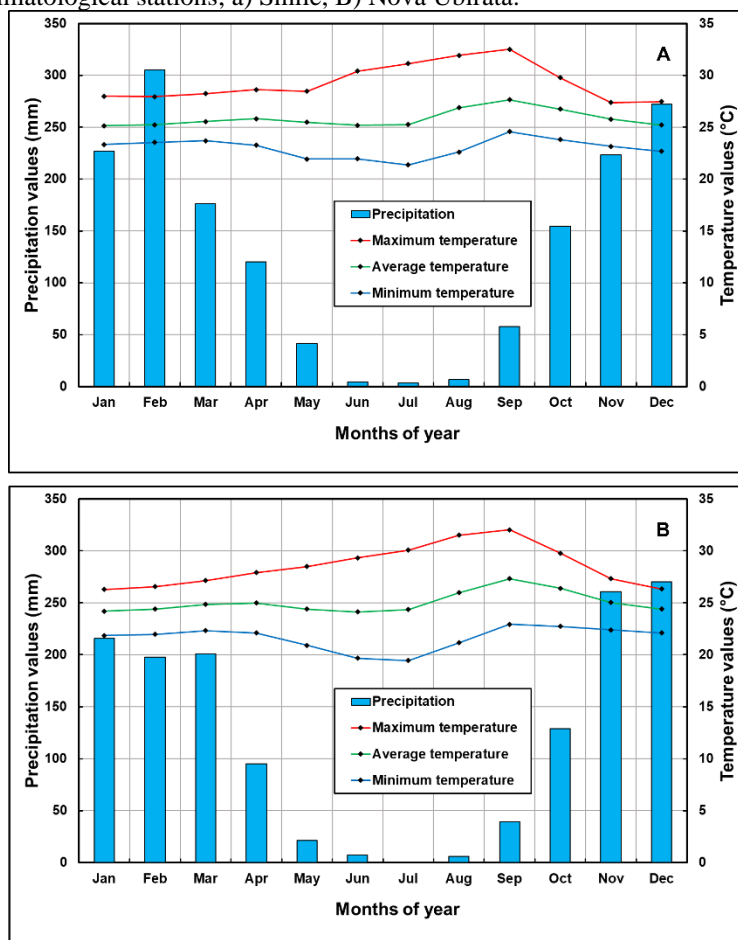 stations; a) B) Nova Ubirata.
350 35
A
300 30
250 25
200 20
150 15
100 10
50 5
0 0
Precipitation values (mm)
Temperature values (°C)
Precipitation
Maximum temperature
Average temperature
Minimum temperature
Jan Feb Mar Apr May Jun Jul Aug Sep Oct Nov Dec
Months of year
350 35
B
300 30
250 25
200 20
150 15
100 10
50 5
0 0
Precipitation values (mm)
Temperature values (°C)
Precipitation
Maximum temperature
Average temperature
Minimum temperature
Jan Feb Mar Apr May Jun Jul Aug Sep Oct Nov Dec
Months of year